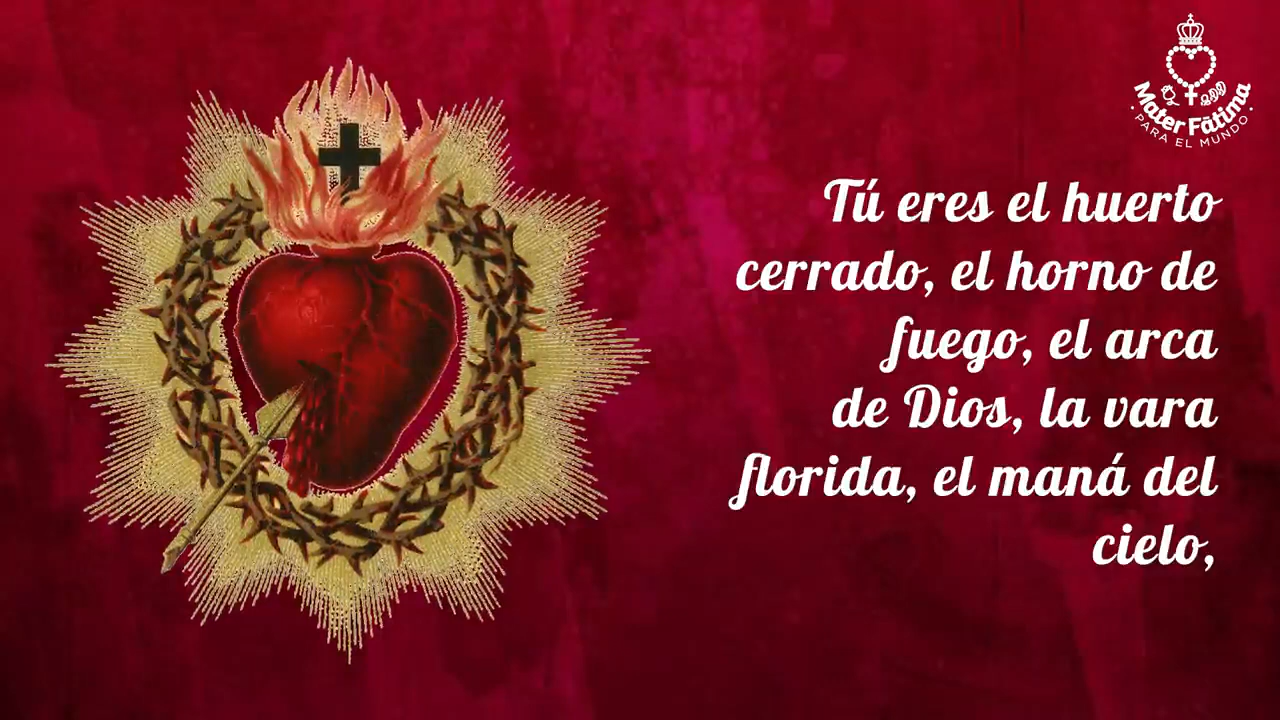 Mater Fátima
· PARA EL MUNDO ·
Tú eres el huerto
cerrado, el horno de
fuego, el arca
de Dios, la vara
florida, el maná del
cielo,